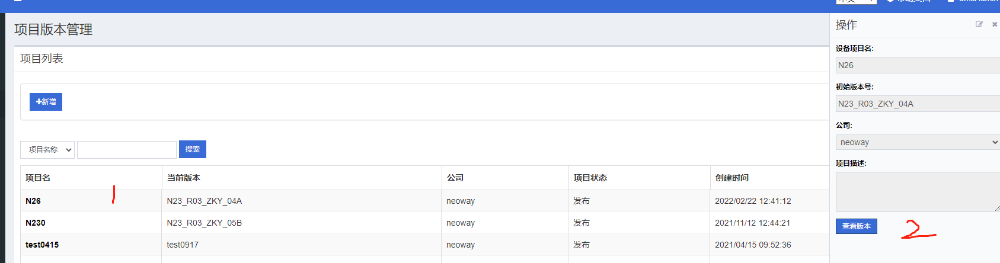 项目版本管理
操作
项目列表
新增
项目名称 搜索
项目名 当前版本 公司 项目状态 创建时间
N26 N23_R03_ZKY_04A neoway 发布 2022/02/22 12:41:12
N230 N23_R03_ZKY_05B neoway 发布 2021/11/12 12:44:21
test0415 test0917 neoway 发布 2021/04/15 09:52:36
1
设备项目名:
N26
初始版本号:
N23_R03_ZKY_04A
公司:
neoway
项目描述:
查看版本
2